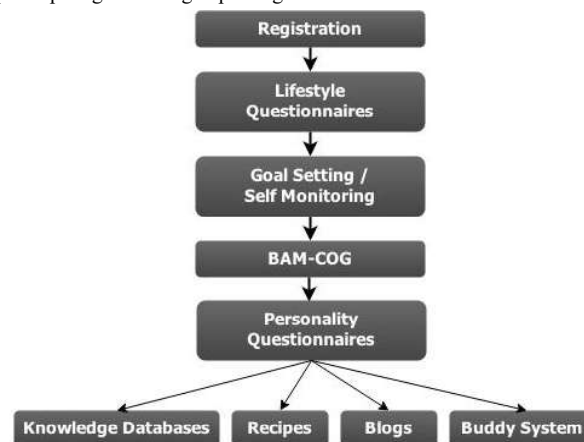 Registration
Lifestyle
Questionnaires
Goal Setting /
Self Monitoring
BAM-COG
Personality
Questionnaires
Knowledge Databases
Recipes
Blogs
Buddy System